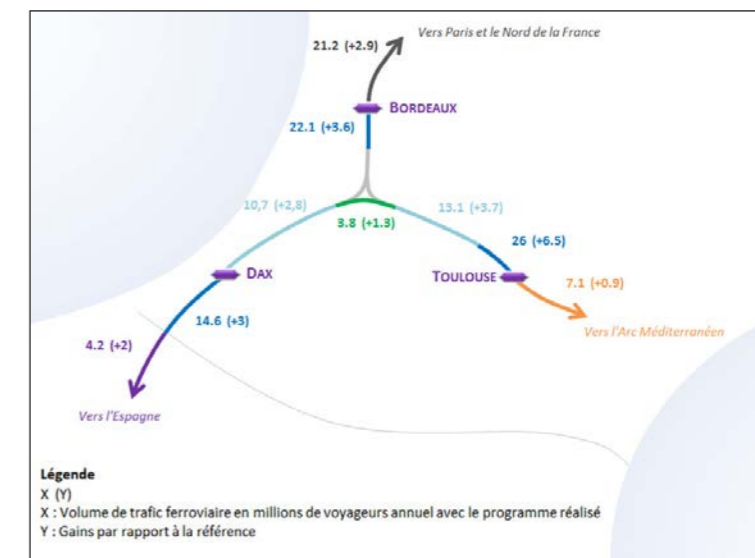 21.2 (+2.9)
Vers Paris et le Nord de la France
BORDEAUX
22.1 (+3.6)
10,7 (+2,8)
13.1 (+3.7)
3.8 (+1.3)
26 (+6.5)
DAX
TOULOUSE
7.1 (+0.9)
14.6 (+3)
Vers l'Arc Méditerranéen
4.2 (+2)
Vers l'Espagne
Légende
X (Y)
X : Volume de trafic ferroviaire en millions de voyageurs annuel avec le programme réalisé
Y : Gains par rapport à la référence